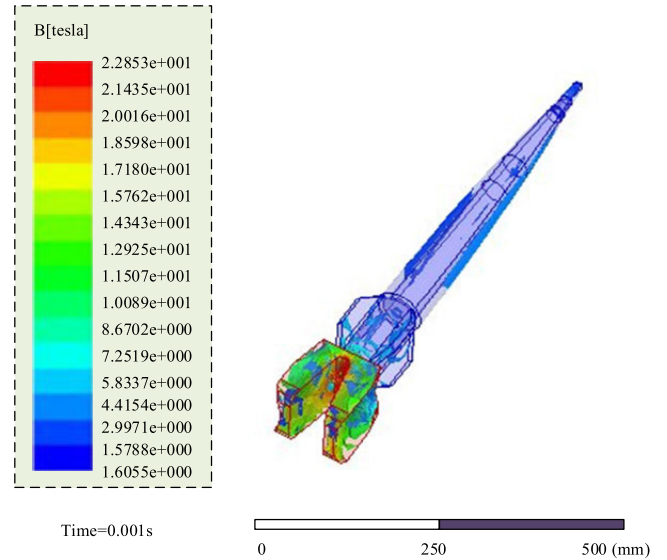 B[tesla]
2.2853e+001
2.1435e+001
2.0016e+001
1.8598e+001
1.7180e+001
1.5762e+001
1.4343e+001
1.2925e+001
1.1507e+001
1.0089e+001
8.6702e+000
7.2519e+000
5.8337e+000
4.4154e+000
2.9971e+000
1.5788e+000
1.6055e+000
Time=0.001s
0 250 500 (mm)